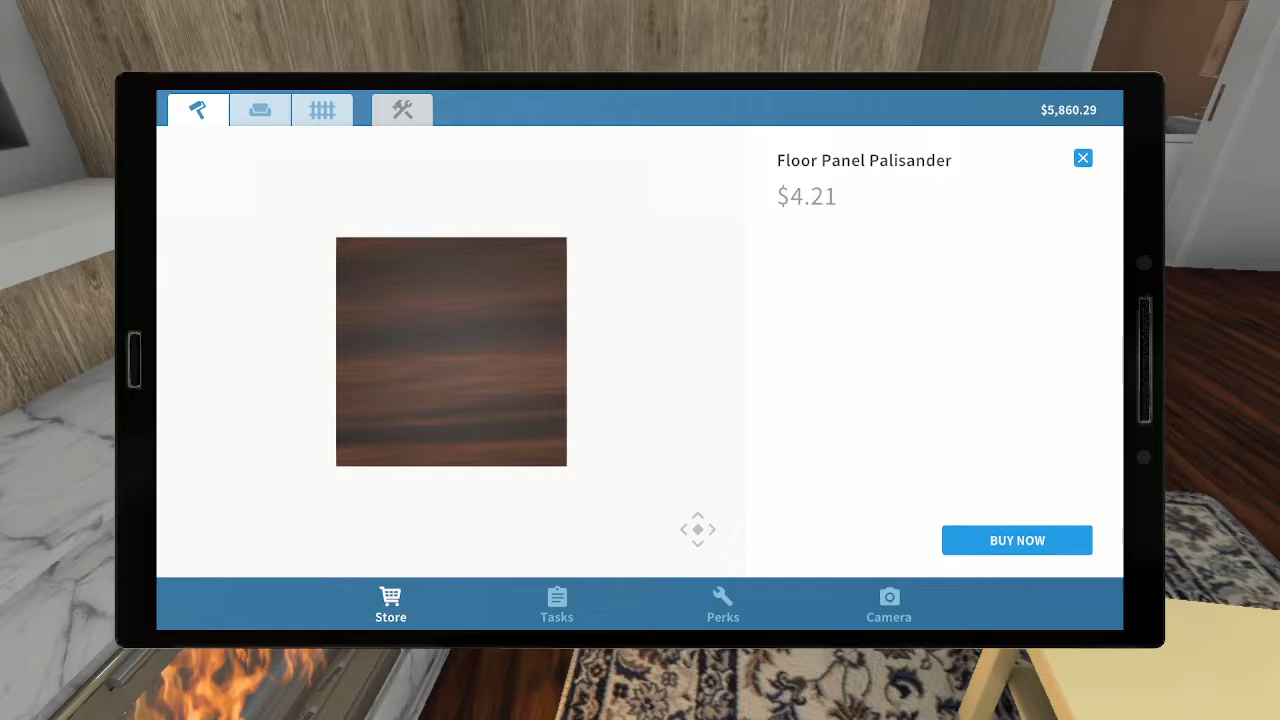 $5,860.29
Floor Panel Palisander
$4.21
BUY NOW
Store
Tasks
Perks
Camera